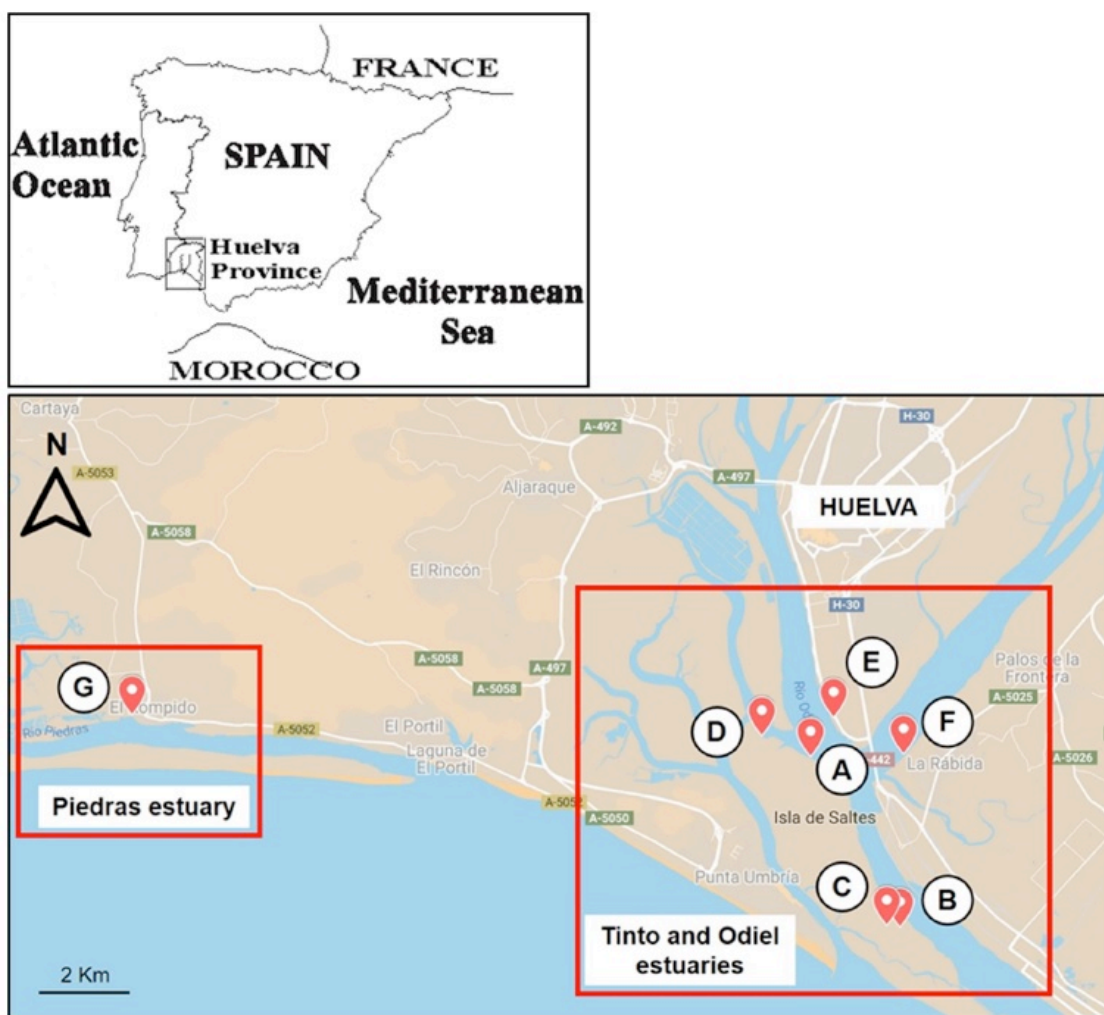 FRANCE
Atlantic
Ocean
SPAIN
Huelva
Province
Mediterranean
Sea
MOROCCO
Cartaya
N
A-5053
A-5058
A-492
Aljaraque
A-497
H-30
HUELVA
El Rincón
H-30
Palos de la
Frontera
A-5025
G
Río Piedras
A-5052
Piedras estuary
A-5058
A-497
A-5058
El Portil
Laguna de
El Portil
A-5050
E
D
A
F
La Rábida
A-5026
Isla de Saltes
Punta Umbría
C
B
Tinto and Odiel
estuaries
2 Km